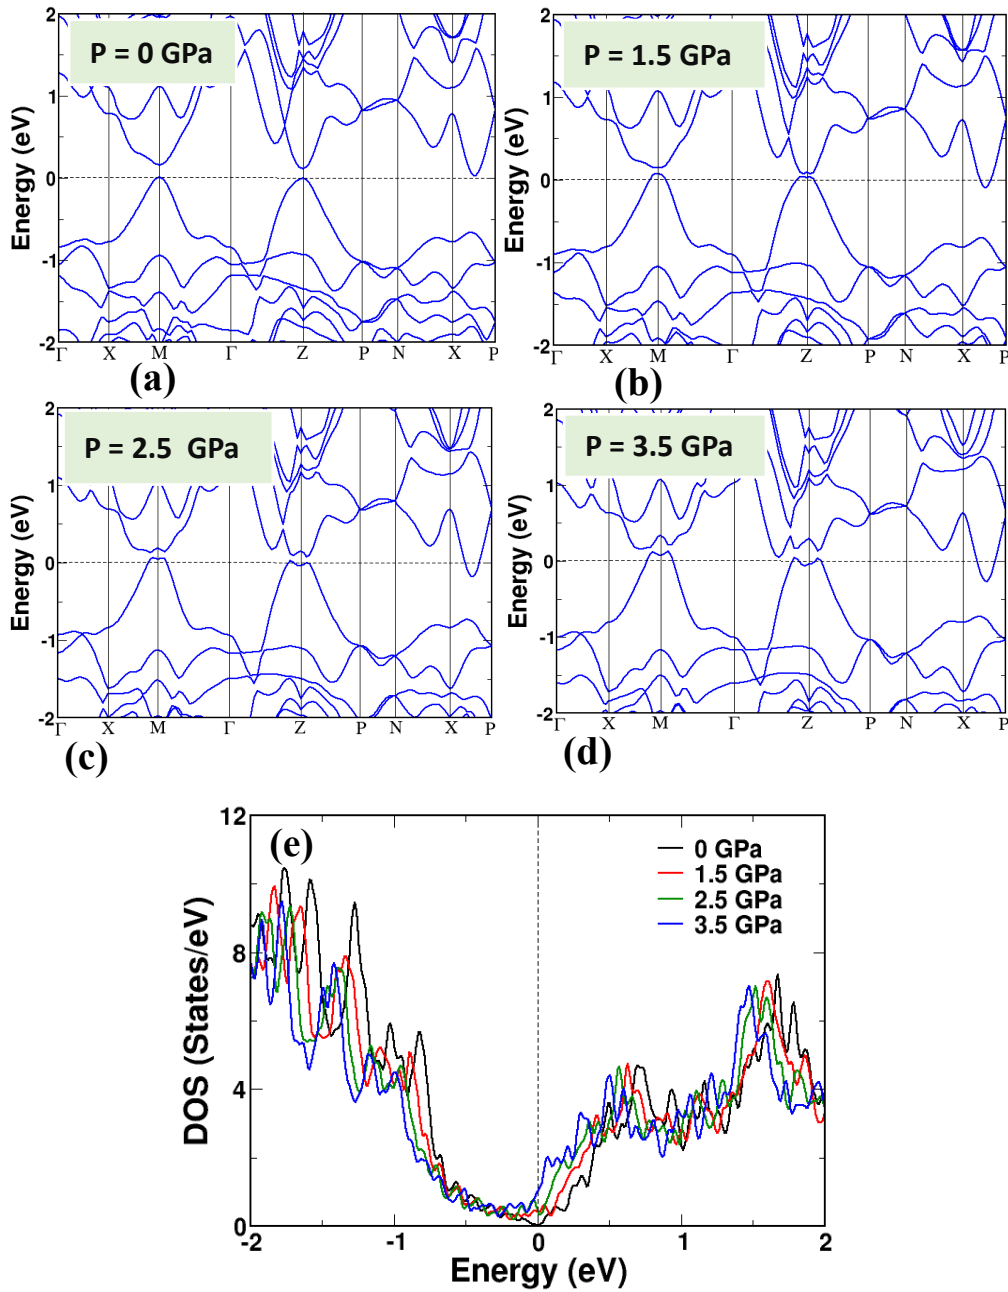 P = 0 GPa
Energy (eV)
2
1
0
-1
-2
Γ X M Γ Z P N X P
(a)
P = 1.5 GPa
Energy (eV)
2
1
0
-1
-2
Γ X M Γ Z P N X P
(b)
P = 2.5 GPa
Energy (eV)
2
1
0
-1
-2
Γ X M Γ Z P N X P
(c)
P = 3.5 GPa
Energy (eV)
2
1
0
-1
-2
Γ X M Γ Z P N X P
(d)
(e)
DOS (States/eV)
12
8
4
0
0 GPa
1.5 GPa
2.5 GPa
3.5 GPa
-2 -1 0 1 2
Energy (eV)